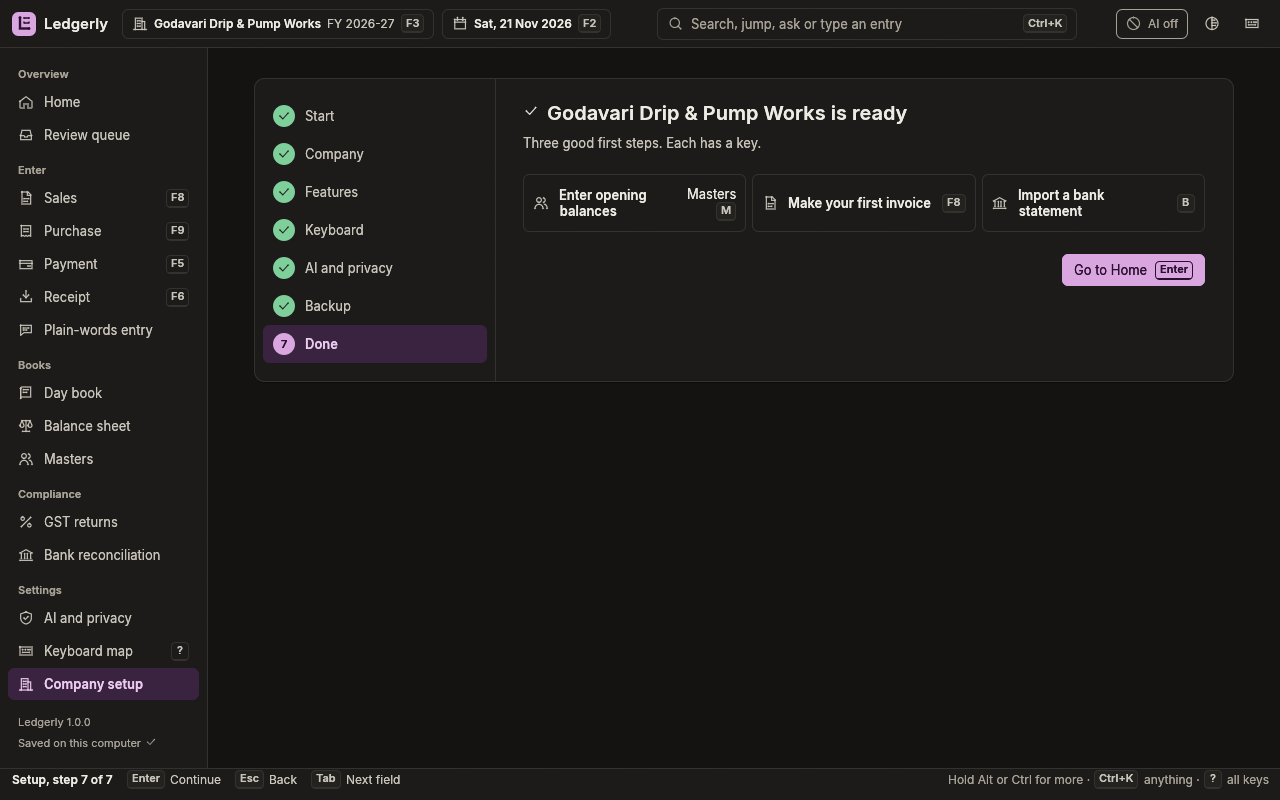 Ledgerly
Godavari Drip & Pump Works FY 2026-27 F3
Sat, 21 Nov 2026 F2
Search, jump, ask or type an entry Ctrl+K
AI off
Overview
Home
Review queue
Enter
Sales F8
Purchase F9
Payment F5
Receipt F6
Plain-words entry
Books
Day book
Balance sheet
Masters
Compliance
GST returns
Bank reconciliation
Settings
AI and privacy
Keyboard map ?
Company setup
Ledgerly 1.0.0
Saved on this computer
Start
Company
Features
Keyboard
AI and privacy
Backup
7 Done
Godavari Drip & Pump Works is ready
Three good first steps. Each has a key.
Enter opening balances Masters M
Make your first invoice F8
Import a bank statement B
Go to Home Enter
Setup, step 7 of 7 Enter Continue Esc Back Tab Next field
Hold Alt or Ctrl for more · Ctrl+K anything · ? all keys